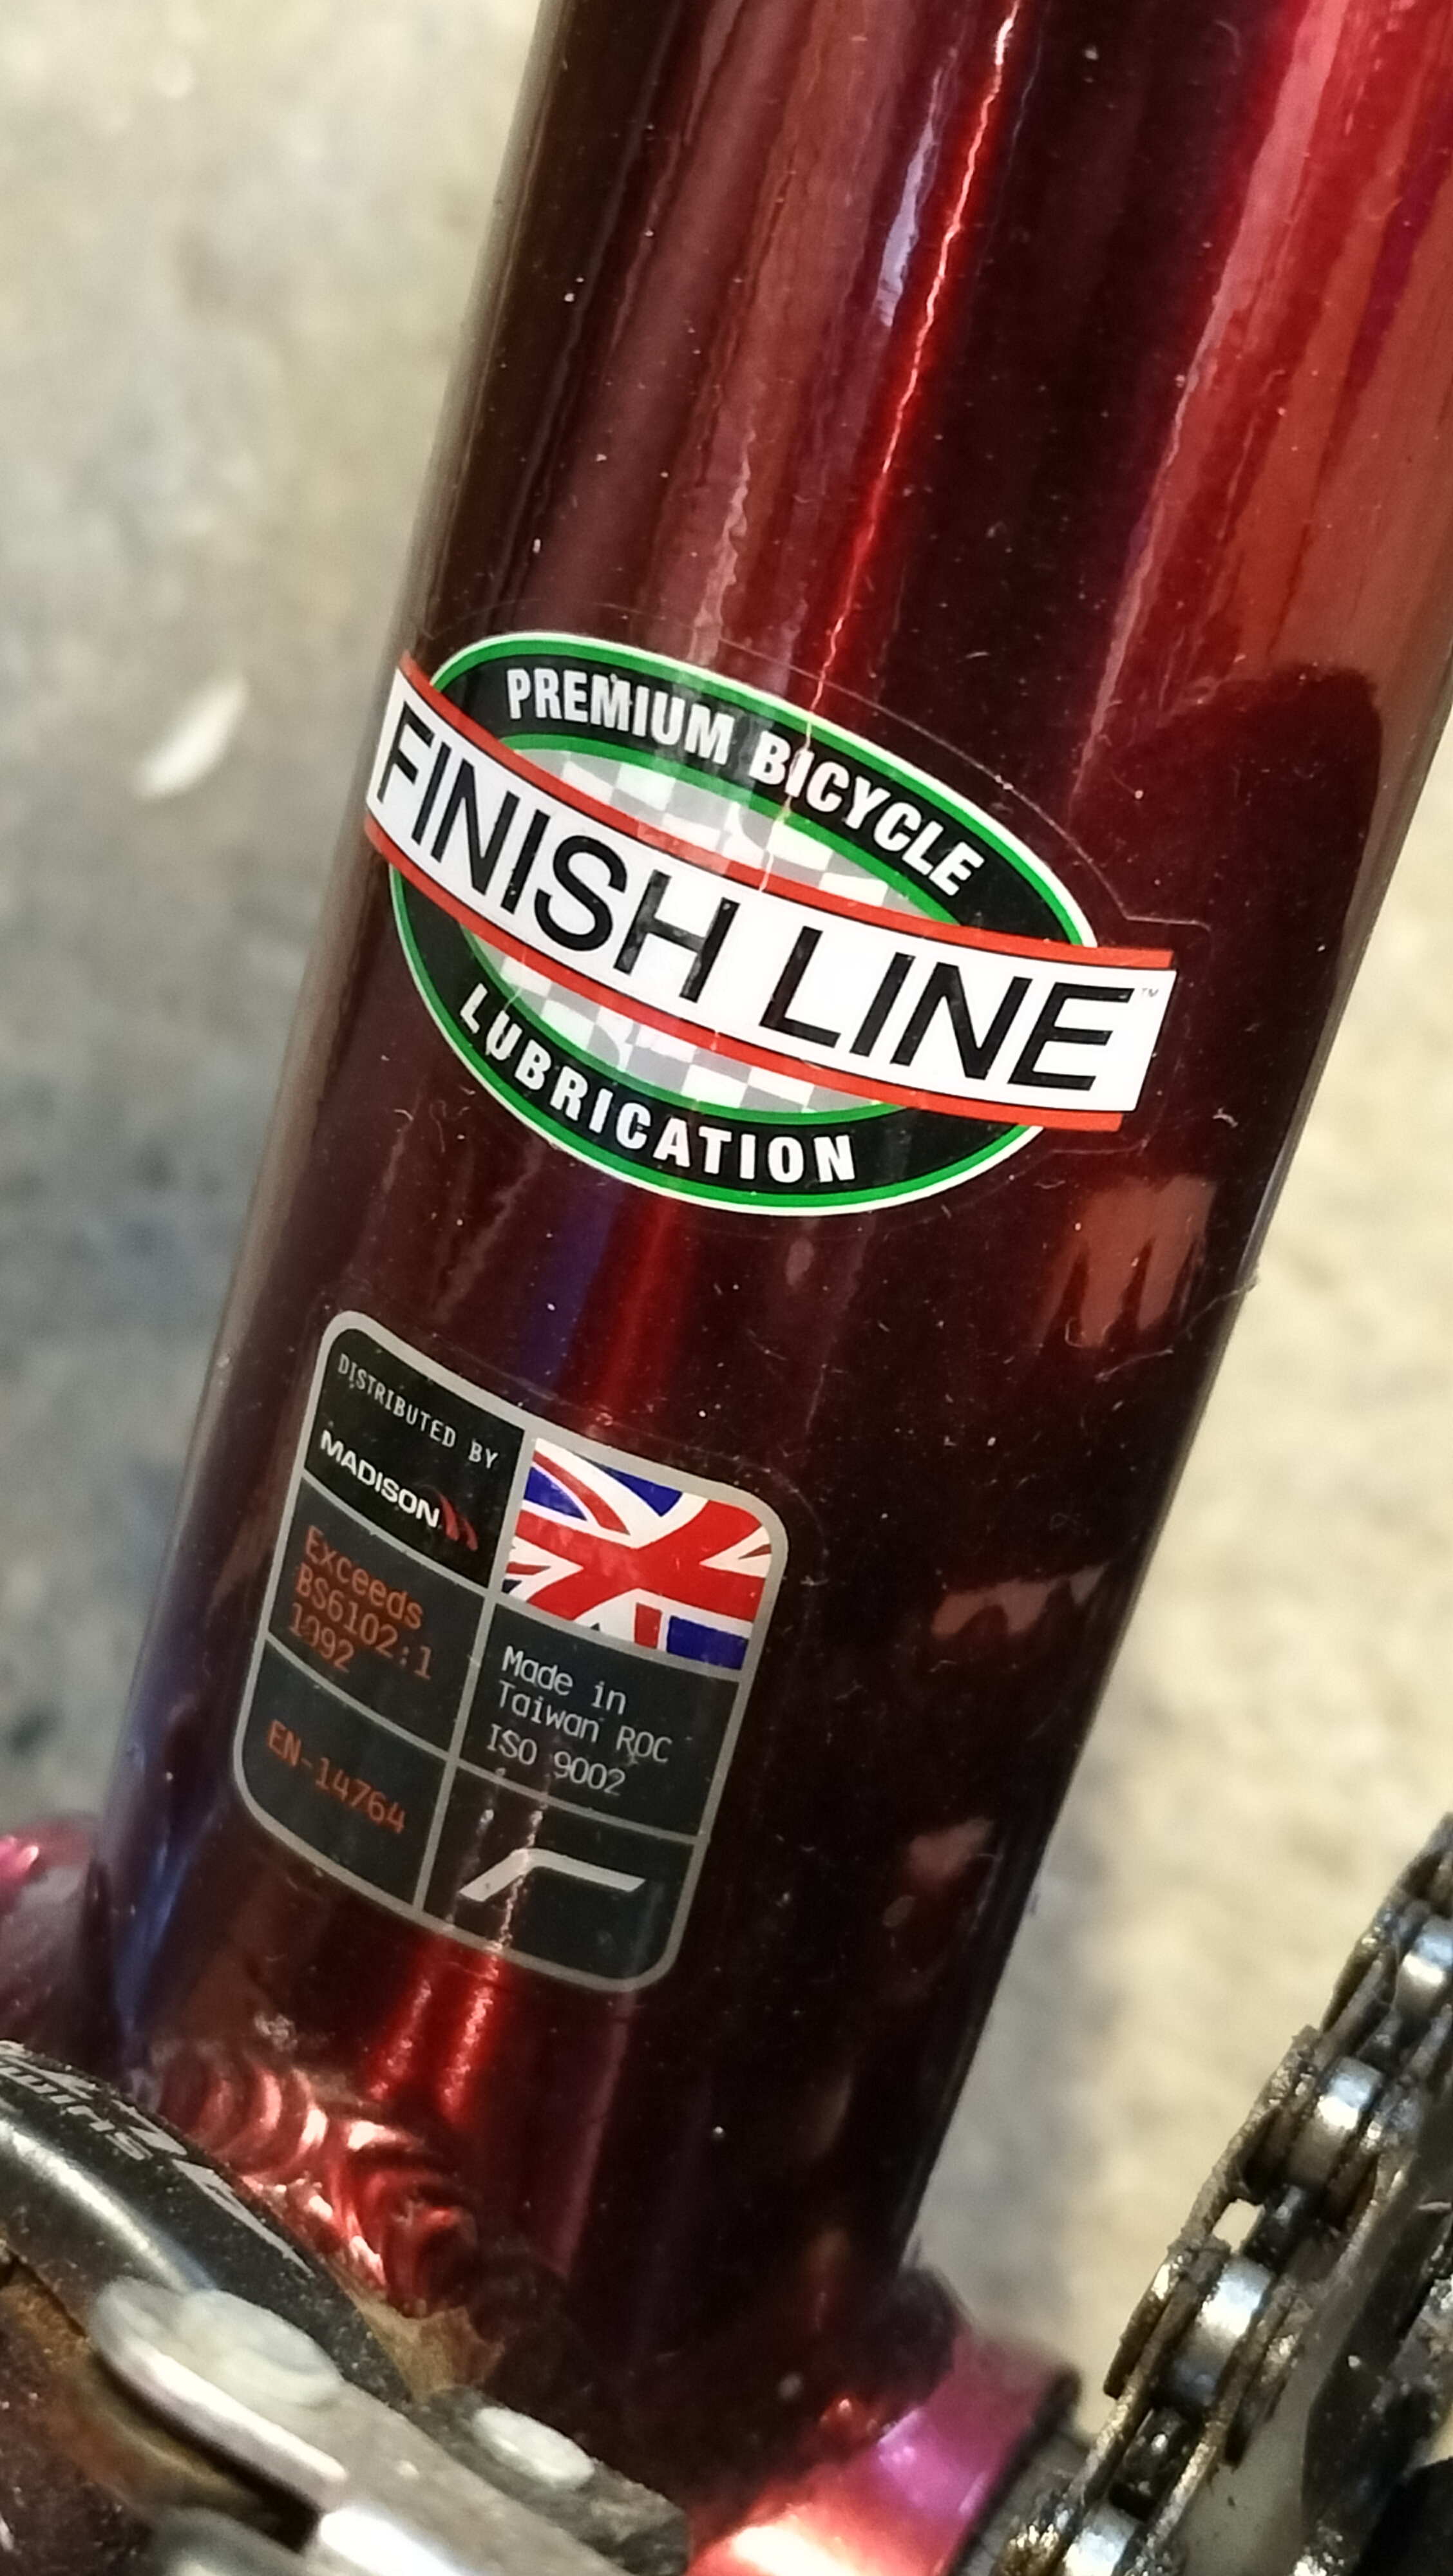 PREMIUM BICYCLE
FINISH LINE™
LUBRICATION
DISTRIBUTED BY
MADISON
Exceeds
BS6102:1
1992
Made in
Taiwan ROC
ISO 9002
EN-14764